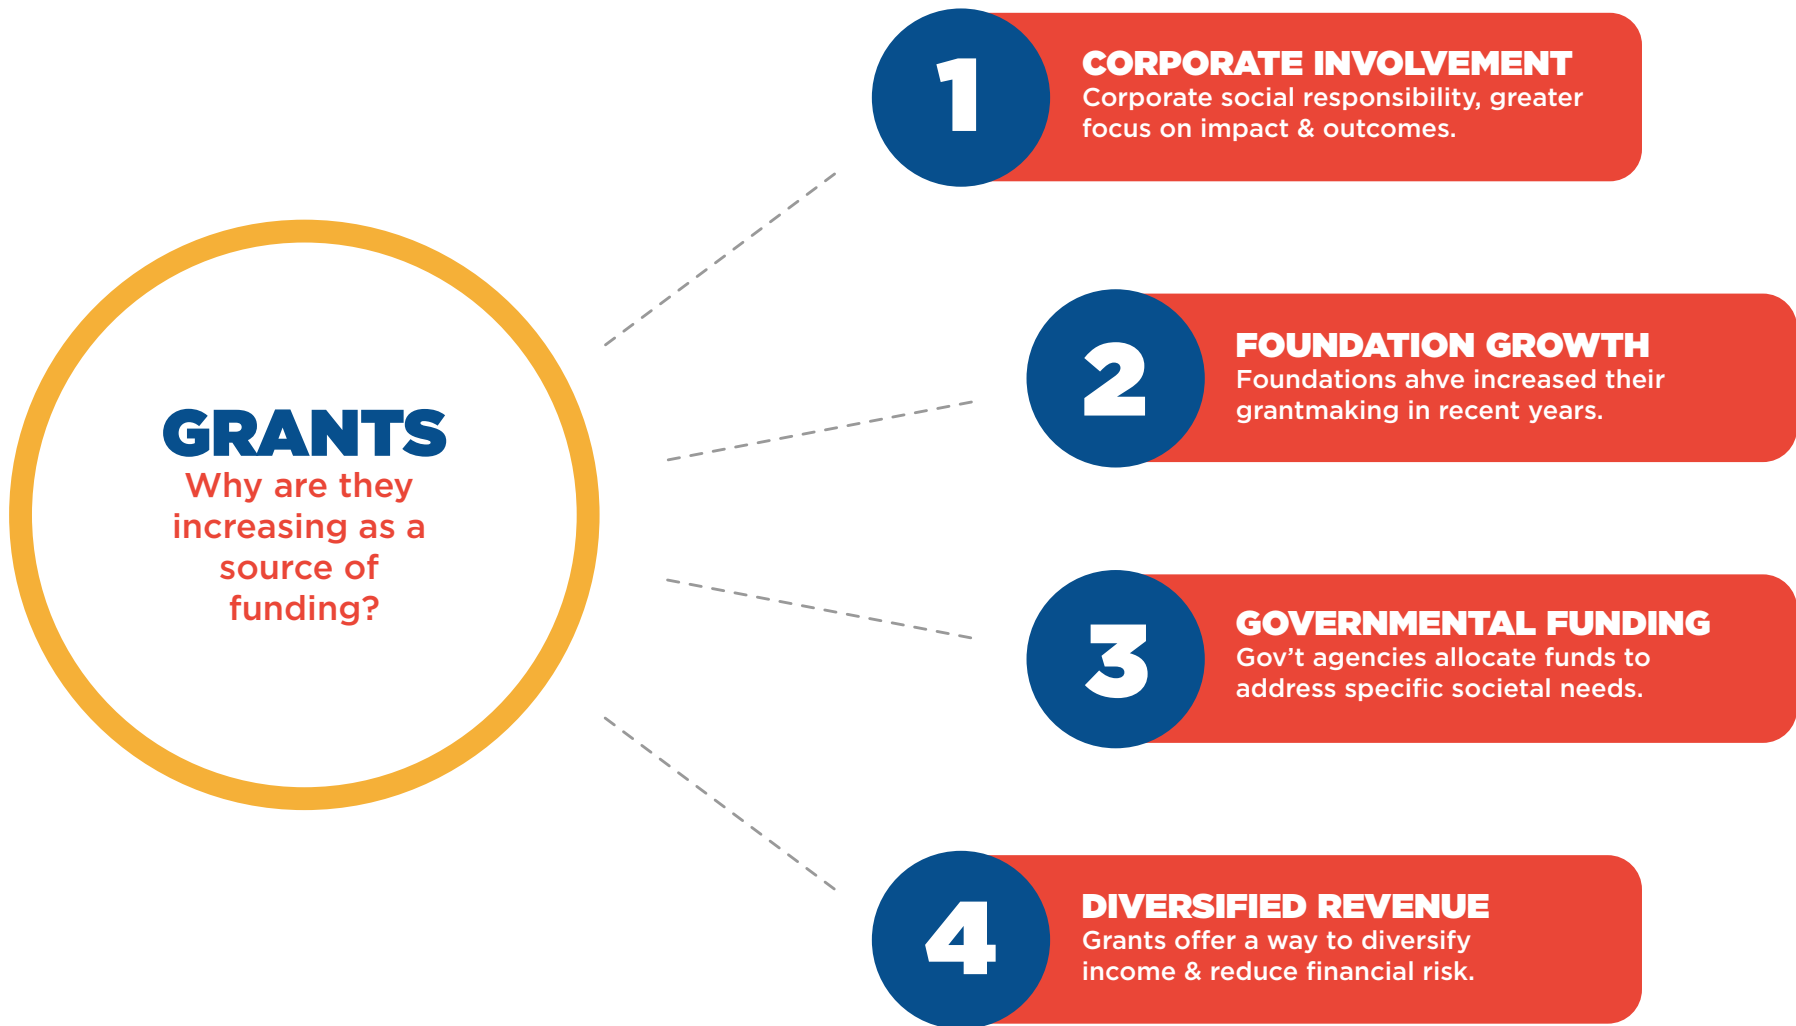 GRANTS
Why are they
increasing as a
source of
funding?
1
CORPORATE INVOLVEMENT
Corporate social responsibility, greater
focus on impact & outcomes.
2
FOUNDATION GROWTH
Foundations ahve increased their
grantmaking in recent years.
3
GOVERNMENTAL FUNDING
Gov’t agencies allocate funds to
address specific societal needs.
4
DIVERSIFIED REVENUE
Grants offer a way to diversify
income & reduce financial risk.